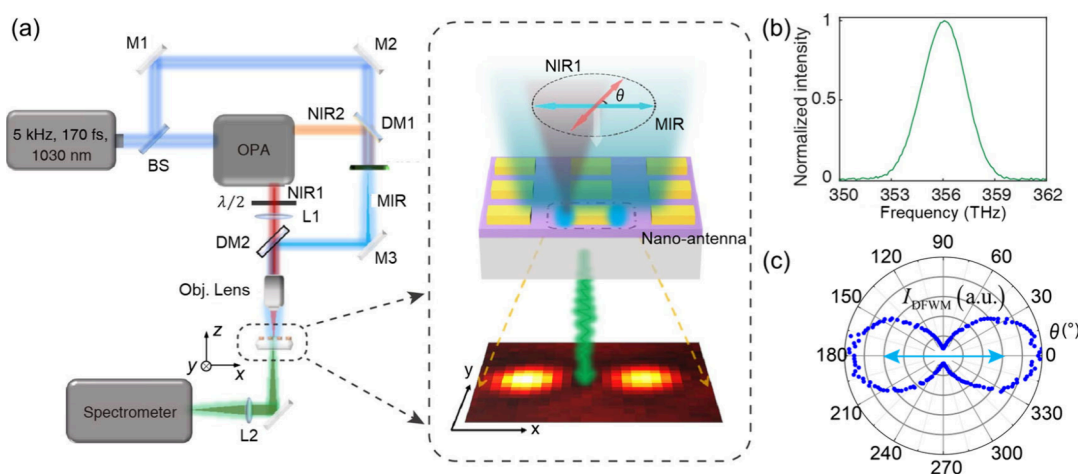 (a)
M1
M2
5 kHz, 170 fs,
1030 nm
BS
OPA
NIR2
DM1
λ/2
NIR1
L1
MIR
DM2
M3
Obj. Lens
z
y
x
Spectrometer
L2
NIR1
θ
MIR
Nano-antenna
y
x
(b)
Normalized intensity
1
0.5
0
350
353
356
359
362
Frequency (THz)
(c)
90
120
60
150
I_DFWM (a.u.)
30
θ(°)
180
0
210
330
240
300
270